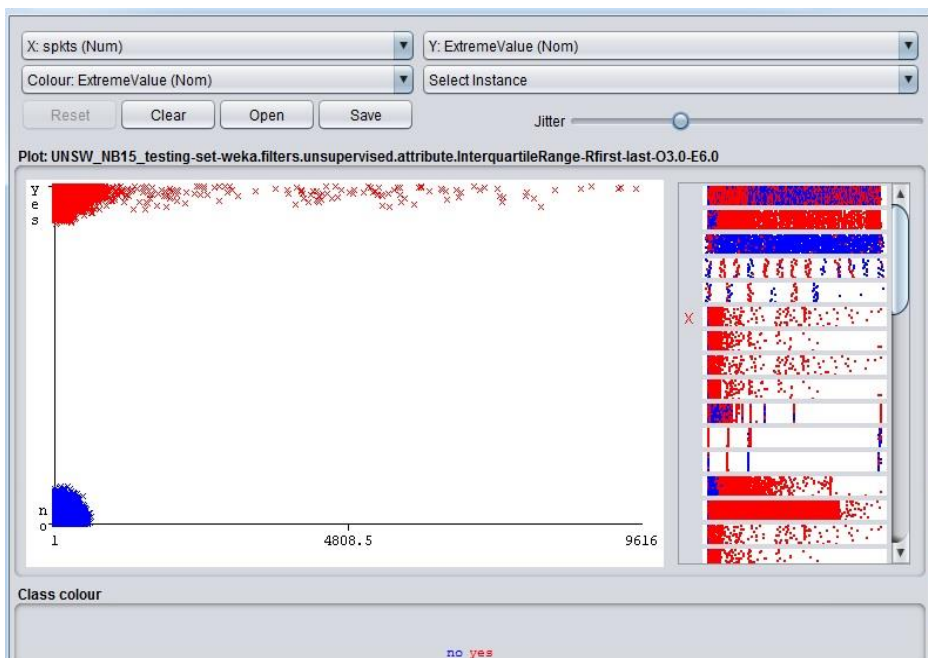 X: spkts (Num) Y: ExtremeValue (Nom)
Colour: ExtremeValue (Nom) Select Instance
Reset Clear Open Save Jitter
Plot: UNSW_NB15_testing-set-weka.filters.unsupervised.attribute.InterquartileRange-Rfirst-last-O3.0-E6.0
Y
e
s
X
n
o
1 4808.5 9616
Class colour
no yes